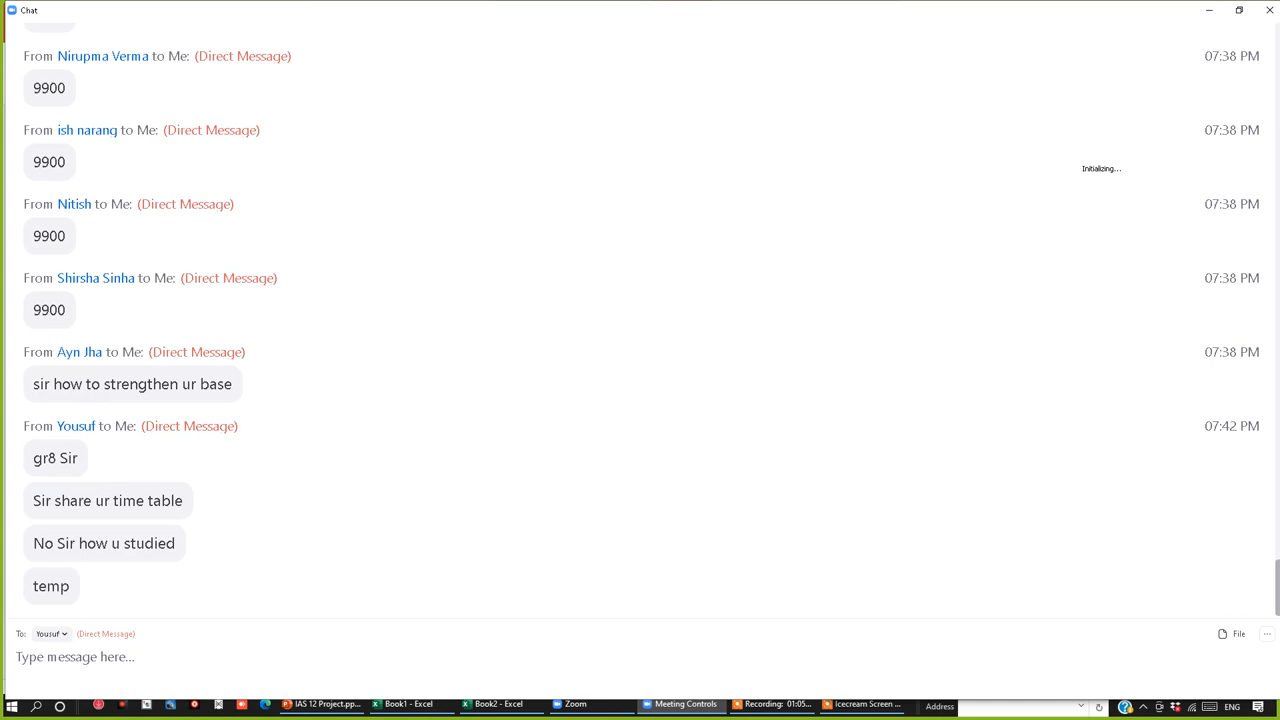 Chat
From Nirupma Verma to Me: (Direct Message) 07:38 PM
9900
From ish narang to Me: (Direct Message) 07:38 PM
9900
Initializing...
From Nitish to Me: (Direct Message) 07:38 PM
9900
From Shirsha Sinha to Me: (Direct Message) 07:38 PM
9900
From Ayn Jha to Me: (Direct Message) 07:38 PM
sir how to strengthen ur base
From Yousuf to Me: (Direct Message) 07:42 PM
gr8 Sir
Sir share ur time table
No Sir how u studied
temp
To: Yousuf (Direct Message) File
Type message here...
IAS 12 Project.pp... Book1 - Excel Book2 - Excel Zoom Meeting Controls Recording: 01:05... Icecream Screen ... Address ENG